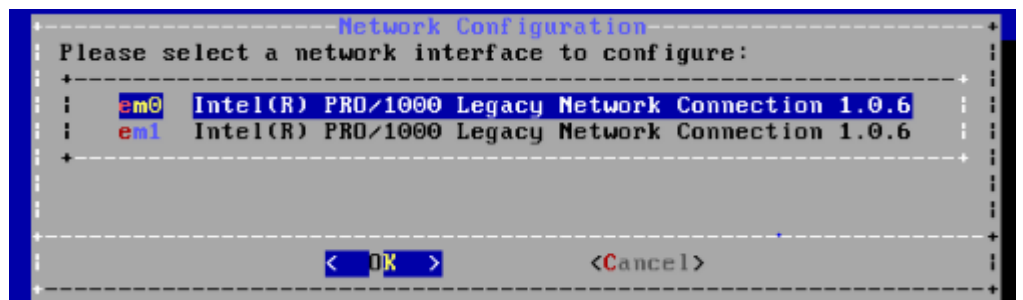 Network Configuration
Please select a network interface to configure:
em0 Intel(R) PRO/1000 Legacy Network Connection 1.0.6
em1 Intel(R) PRO/1000 Legacy Network Connection 1.0.6
< OK > <Cancel>